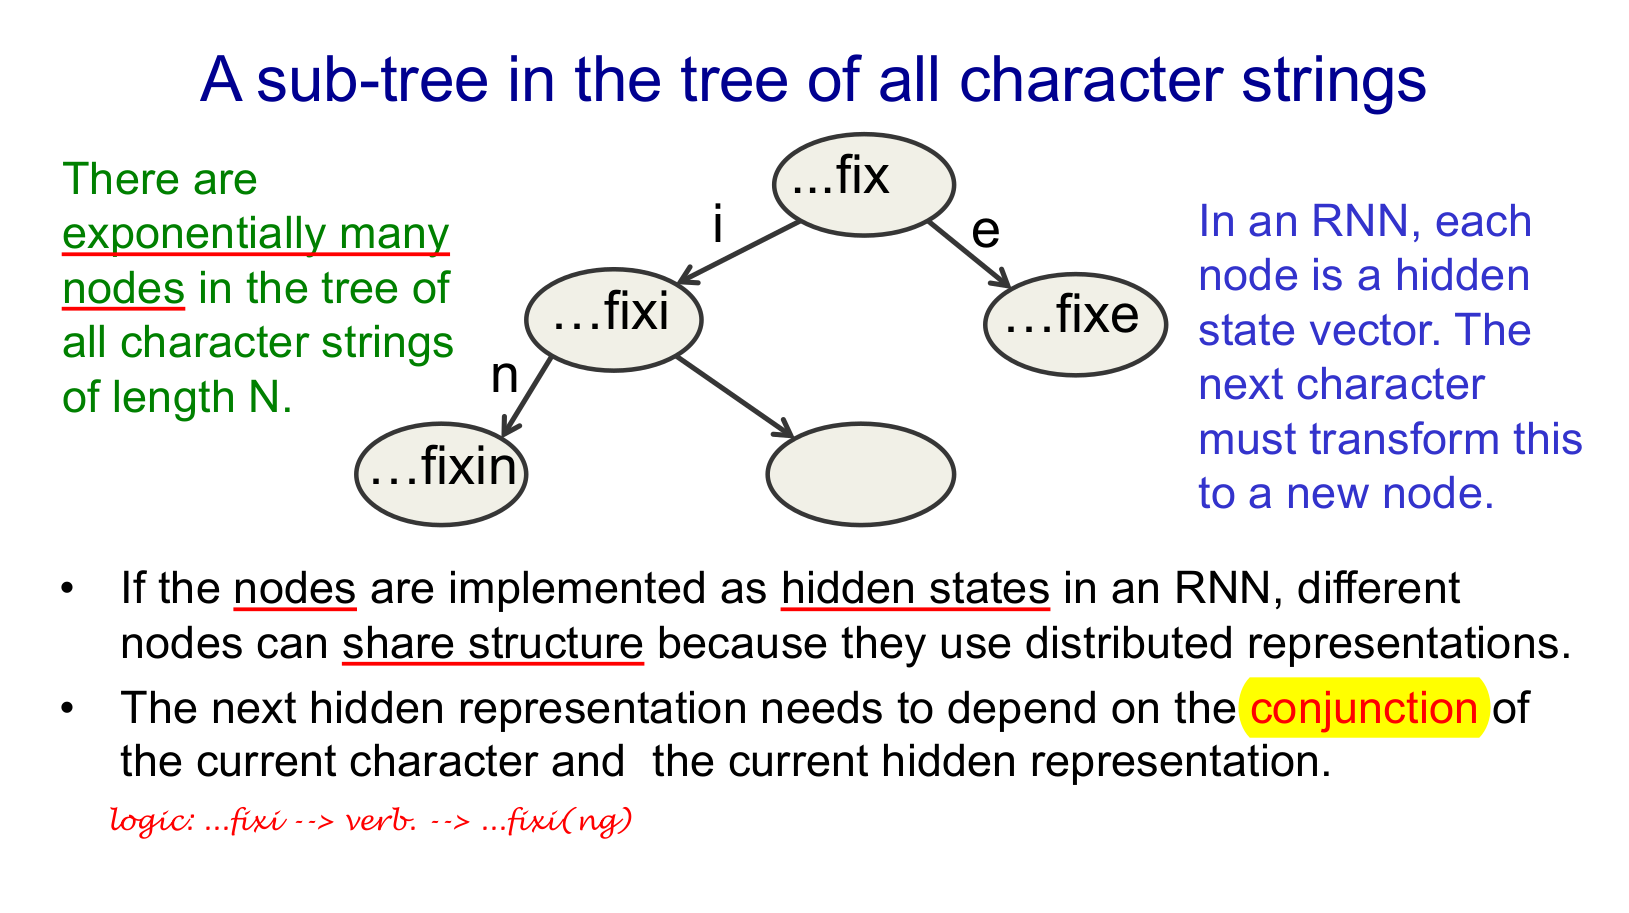 A sub-tree in the tree of all character strings
There are
exponentially many
nodes in the tree of
all character strings
of length N.
...fix
i
e
…fixi
…fixe
n
…fixin
In an RNN, each
node is a hidden
state vector. The
next character
must transform this
to a new node.
• If the nodes are implemented as hidden states in an RNN, different
nodes can share structure because they use distributed representations.
• The next hidden representation needs to depend on the conjunction of
the current character and the current hidden representation.
logic: ...fixi --> verb. --> ...fixi(ng)